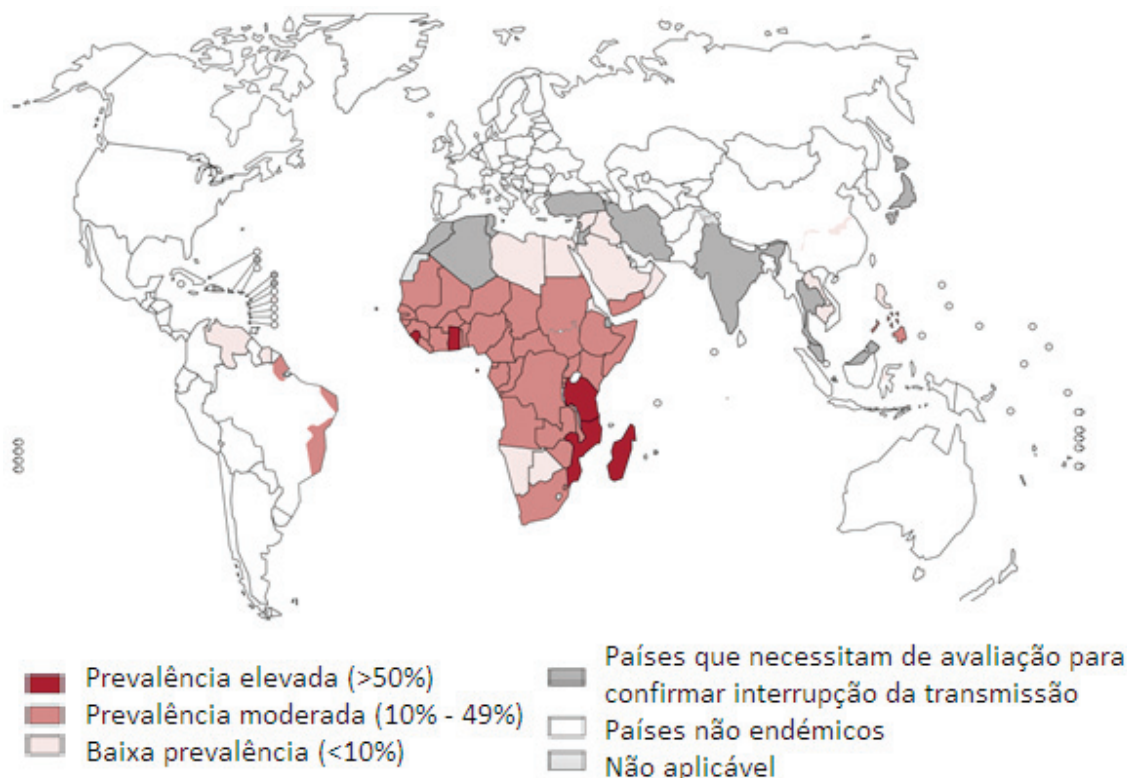 Prevalência elevada (>50%)
Prevalência moderada (10% - 49%)
Baixa prevalência (<10%)
Países que necessitam de avaliação para
confirmar interrupção da transmissão
Países não endémicos
Não aplicável